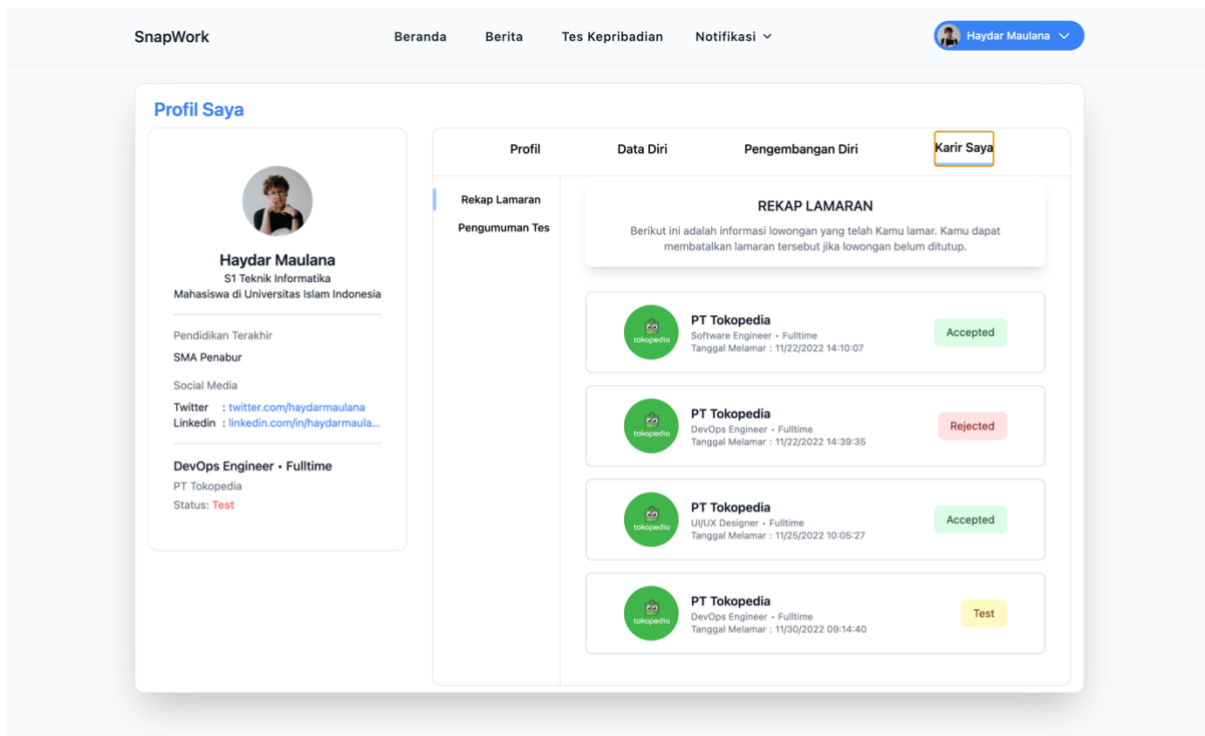 SnapWork
Beranda
Berita
Tes Kepribadian
Notifikasi
Haydar Maulana
Profil Saya
Haydar Maulana
S1 Teknik Informatika
Mahasiswa di Universitas Islam Indonesia
Pendidikan Terakhir
SMA Penabur
Social Media
Twitter : twitter.com/haydarmaulana
Linkedin : linkedin.com/in/haydarmaula...
DevOps Engineer • Fulltime
PT Tokopedia
Status: Test
Profil
Data Diri
Pengembangan Diri
Karir Saya
Rekap Lamaran
Pengumuman Tes
REKAP LAMARAN
Berikut ini adalah informasi lowongan yang telah Kamu lamar. Kamu dapat
membatalkan lamaran tersebut jika lowongan belum ditutup.
tokopedia
PT Tokopedia
Software Engineer • Fulltime
Tanggal Melamar : 11/22/2022 14:10:07
Accepted
tokopedia
PT Tokopedia
DevOps Engineer • Fulltime
Tanggal Melamar : 11/22/2022 14:39:35
Rejected
tokopedia
PT Tokopedia
UI/UX Designer • Fulltime
Tanggal Melamar : 11/25/2022 10:05:27
Accepted
tokopedia
PT Tokopedia
DevOps Engineer • Fulltime
Tanggal Melamar : 11/30/2022 09:14:40
Test